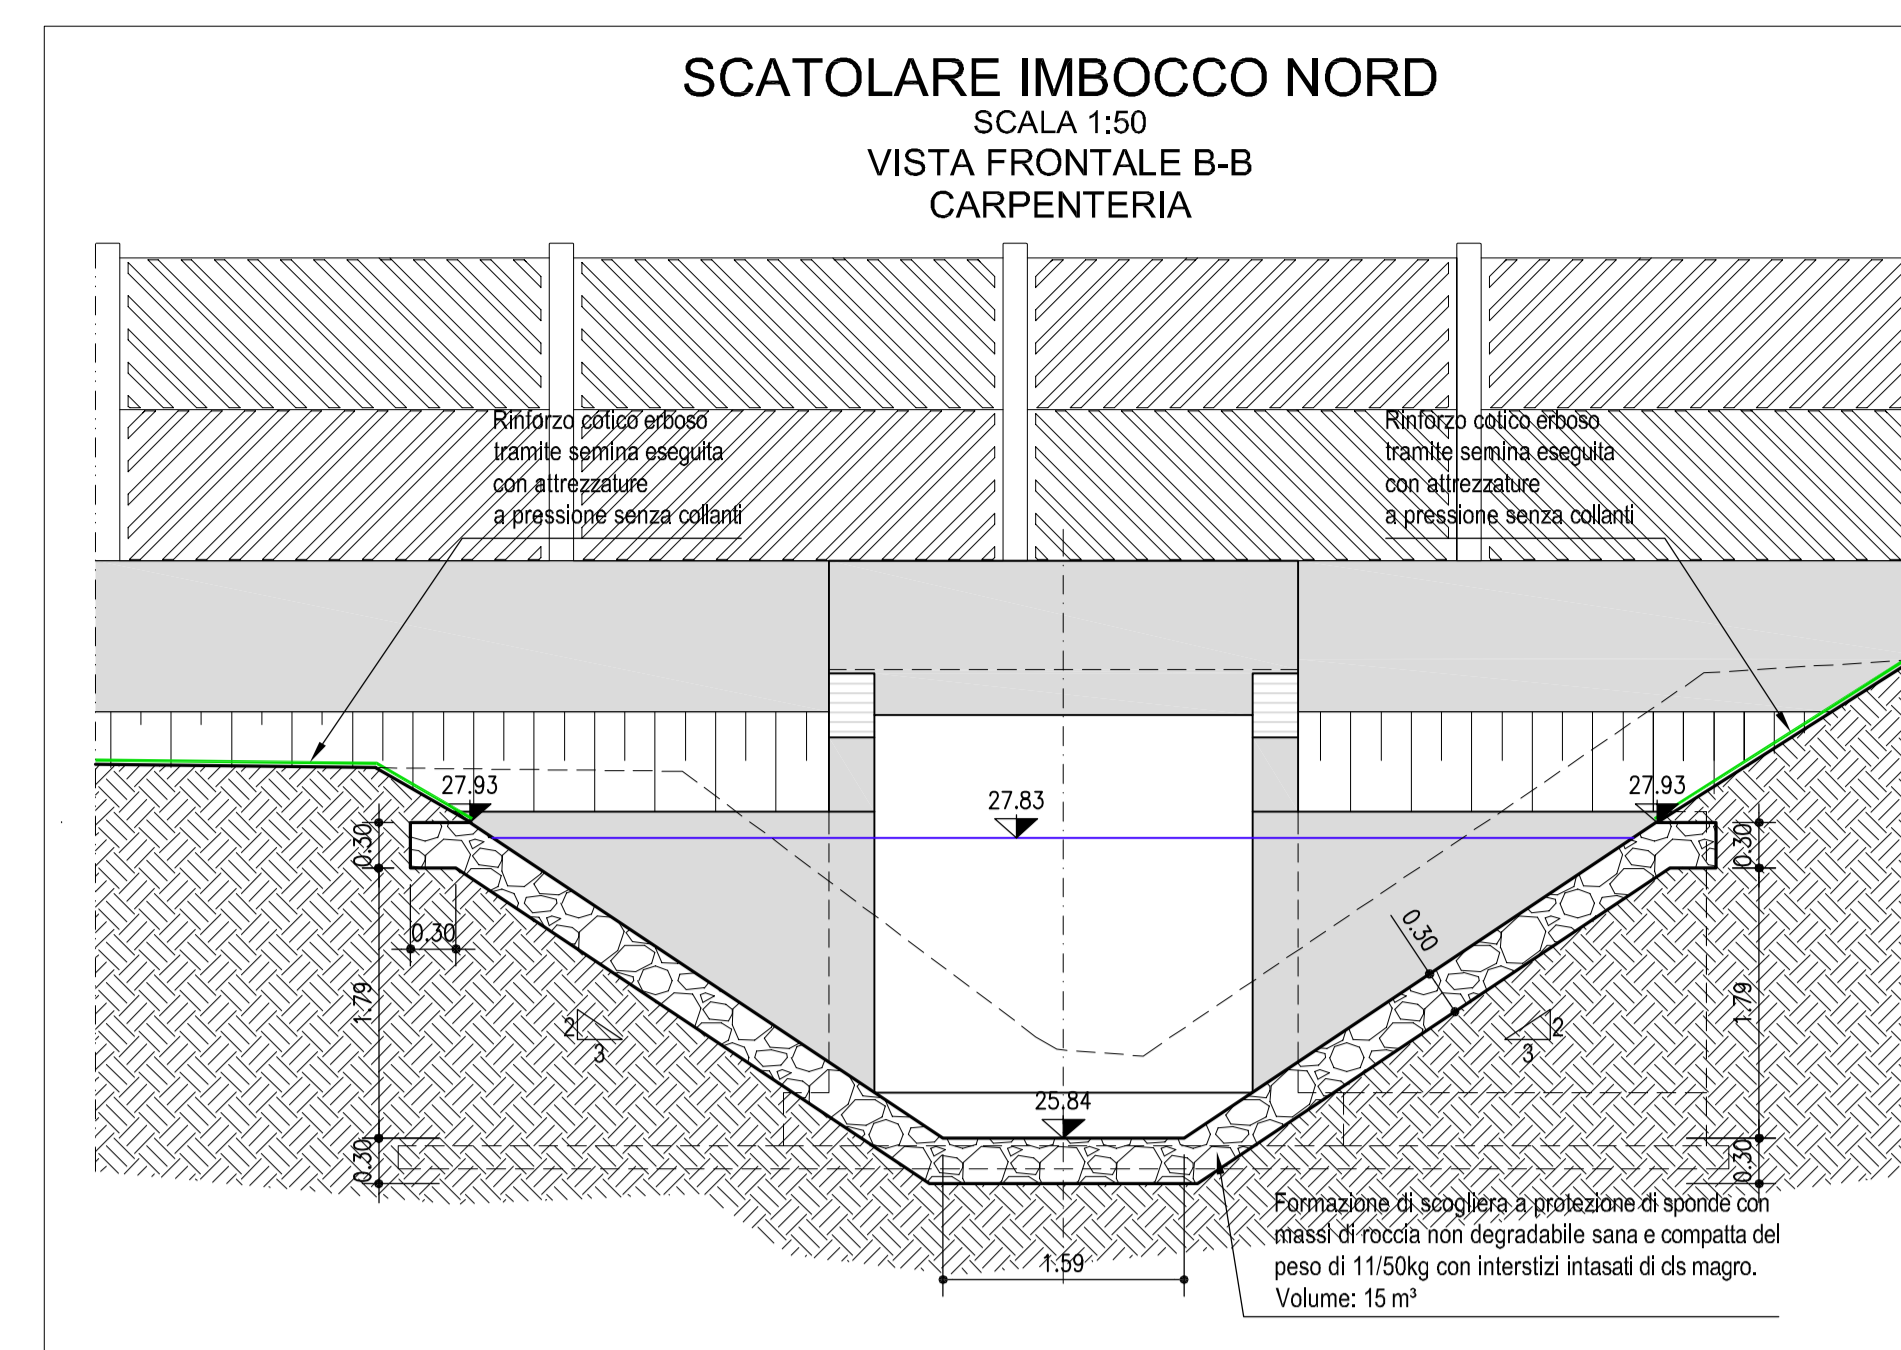 SCATOLARE IMBOCCO NORD
SCALA 1:50
VISTA FRONTALE B-B
CARPENTERIA
Rinforzo cotico erboso
tramite semina eseguita
con attrezzature
a pressione senza collanti
Rinforzo cotico erboso
tramite semina eseguita
con attrezzature
a pressione senza collanti
27.93
27.83
27.93
0.30
0.30
0.30
0.30
1.79
1.79
2
3
2
3
25.84
0.30
0.30
1.59
Formazione di scogliera a protezione di sponde con
massi di roccia non degradabile sana e compatta del
peso di 11/50kg con interstizi intasati di cls magro.
Volume: 15 m³